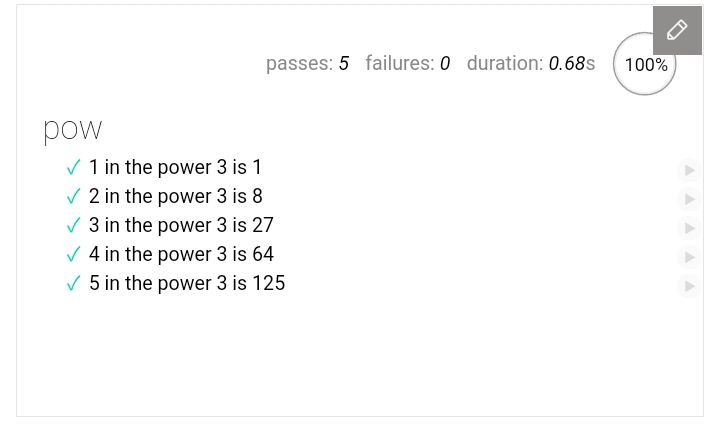 passes: 5 failures: 0 duration: 0.68s 100%
pow
✓ 1 in the power 3 is 1
✓ 2 in the power 3 is 8
✓ 3 in the power 3 is 27
✓ 4 in the power 3 is 64
✓ 5 in the power 3 is 125